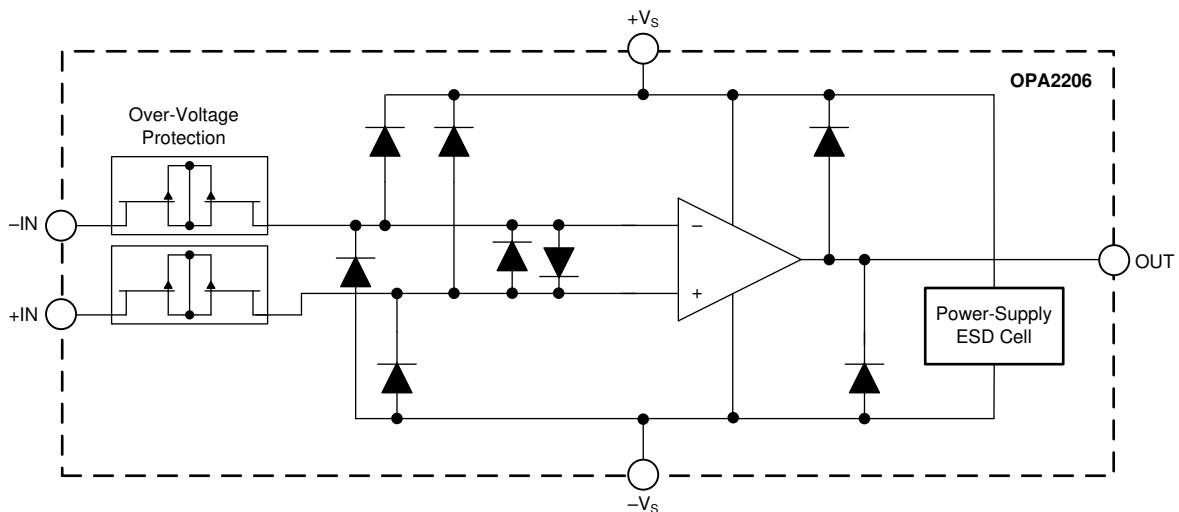 +VS
OPA2206
Over-Voltage
Protection
–IN
−
OUT
+
+IN
Power-Supply
ESD Cell
–VS